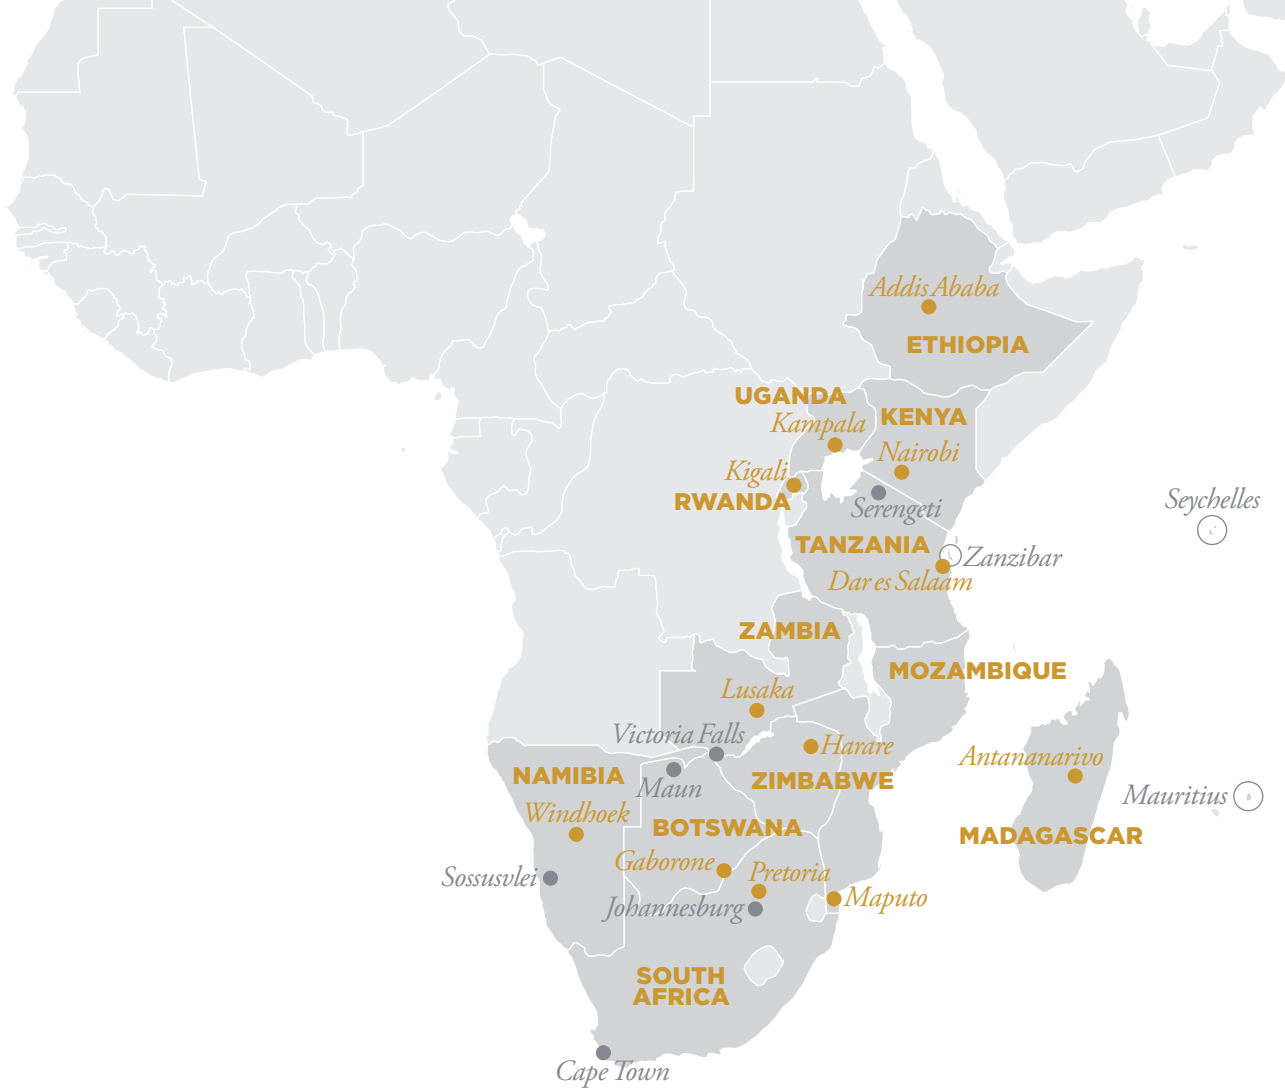 Addis Ababa
ETHIOPIA
UGANDA
Kampala
KENYA
Nairobi
Kigali
RWANDA
Serengeti
Seychelles
TANZANIA
Zanzibar
Dar es Salaam
ZAMBIA
MOZAMBIQUE
Lusaka
Victoria Falls
Harare
Antananarivo
NAMIBIA
Maun
ZIMBABWE
Mauritius
Windhoek
BOTSWANA
MADAGASCAR
Gaborone
Pretoria
Sossusvlei
Johannesburg
Maputo
SOUTH
AFRICA
Cape Town